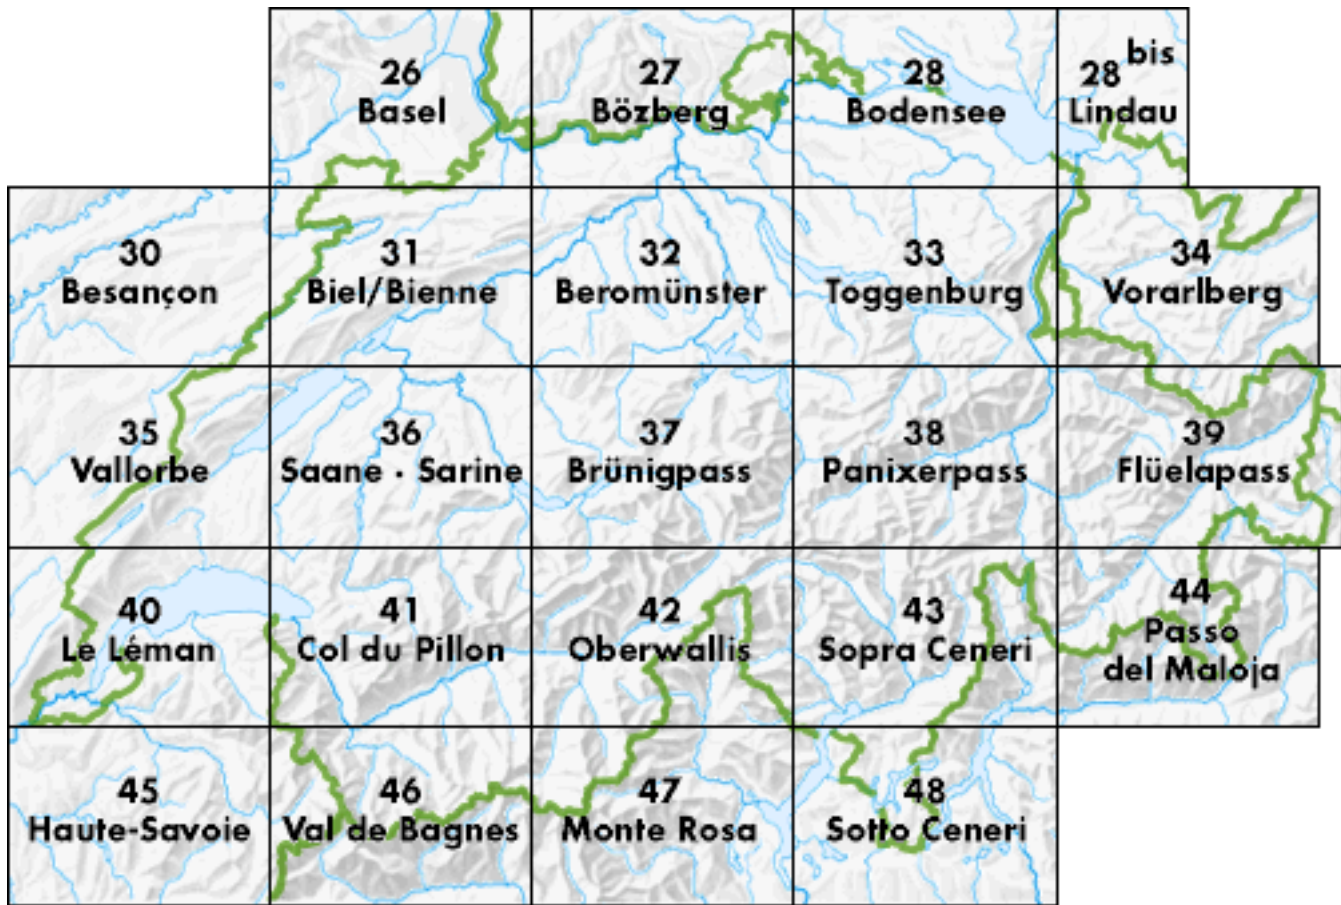 26
Basel
27
Bözberg
28
Bodensee
28 bis
Lindau
30
Besançon
31
Biel/Bienne
32
Beromünster
33
Toggenburg
34
Vorarlberg
35
Vallorbe
36
Saane · Sarine
37
Brünigpass
38
Panixerpass
39
Flüelapass
40
Le Léman
41
Col du Pillon
42
Oberwallis
43
Sopra Ceneri
44
Passo
del Maloja
45
Haute-Savoie
46
Val de Bagnes
47
Monte Rosa
48
Sotto Ceneri